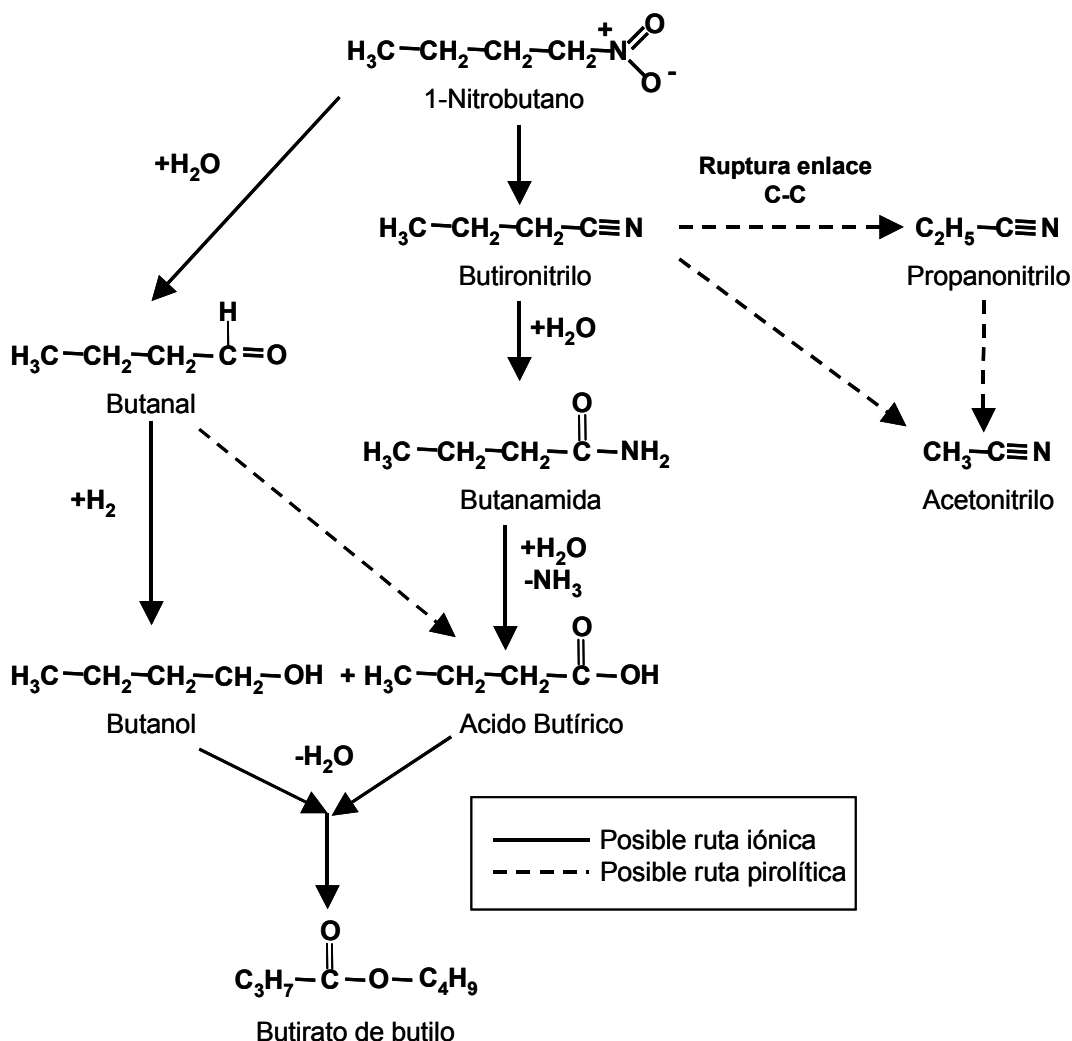 H₃C—CH₂—CH₂—CH₂—N⁺(=O)O⁻
1-Nitrobutano
+H₂O
Ruptura enlace
C-C
H₃C—CH₂—CH₂—C≡N
C₂H₅—C≡N
Butironitrilo
Propanonitrilo
+H₂O
H
H₃C—CH₂—CH₂—C=O
Butanal
O
H₃C—CH₂—CH₂—C—NH₂
CH₃—C≡N
Butanamida
Acetonitrilo
+H₂
+H₂O
-NH₃
O
H₃C—CH₂—CH₂—CH₂—OH + H₃C—CH₂—CH₂—C—OH
Butanol
Acido Butírico
-H₂O
Posible ruta iónica
Posible ruta pirolítica
O
C₃H₇—C—O—C₄H₉
Butirato de butilo